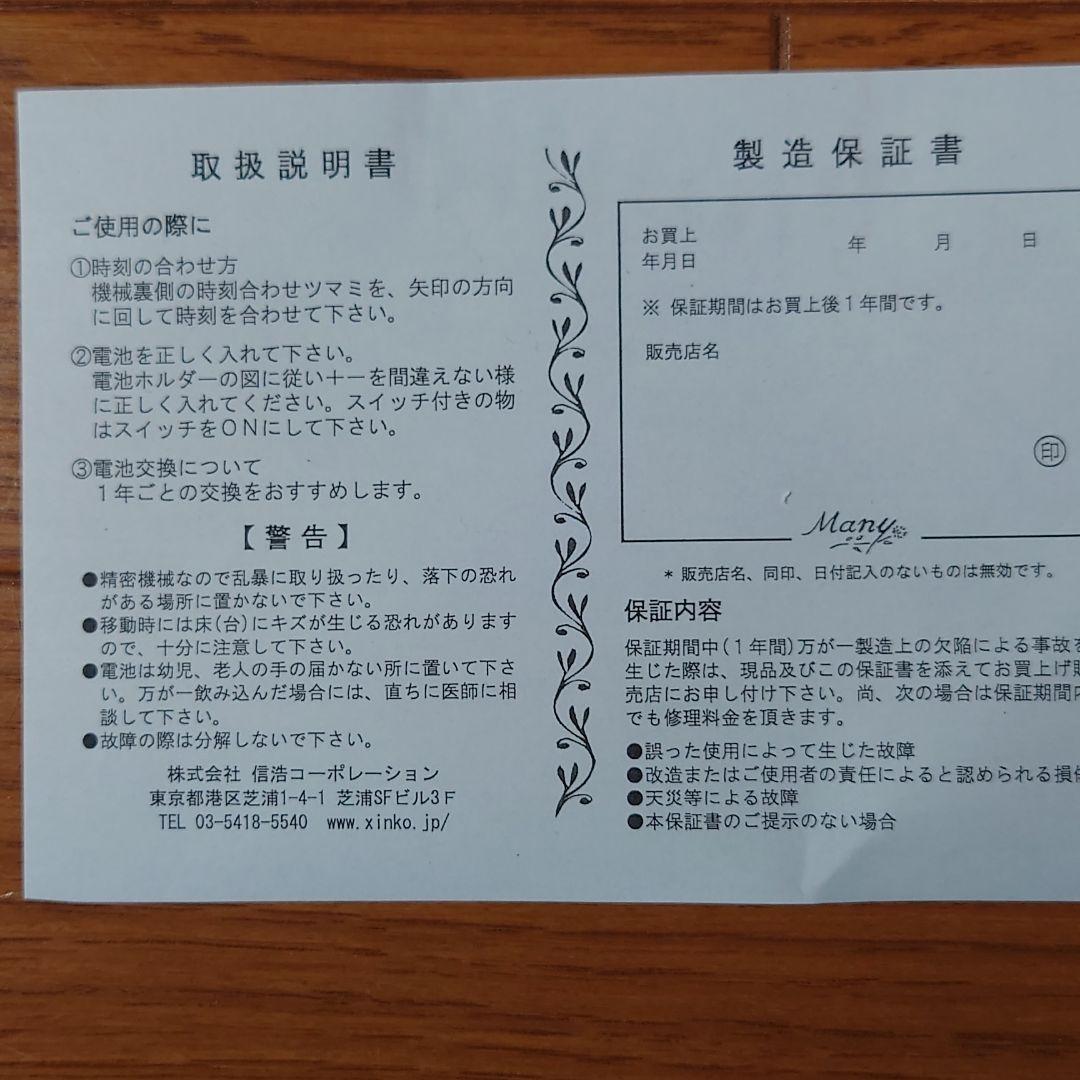 取扱説明書
ご使用の際に
①時刻の合わせ方
機械裏側の時刻合わせツマミを、矢印の方向
に回して時刻を合わせて下さい。
②電池を正しく入れて下さい。
電池ホルダーの図に従い＋－を間違えない様
に正しく入れてください。スイッチ付きの物
はスイッチをＯＮにして下さい。
③電池交換について
１年ごとの交換をおすすめします。
【警告】
●精密機械なので乱暴に取り扱ったり、落下の恐れ
がある場所に置かないで下さい。
●移動時には床(台)にキズが生じる恐れがあります
ので、十分に注意して下さい。
●電池は幼児、老人の手の届かない所に置いて下さ
い。万が一飲み込んだ場合には、直ちに医師に相
談して下さい。
●故障の際は分解しないで下さい。
株式会社 信浩コーポレーション
東京都港区芝浦1-4-1 芝浦SFビル3Ｆ
TEL 03-5418-5540 www.xinko.jp/
製造保証書
お買上
年月日 年 月 日
※ 保証期間はお買上後１年間です。
販売店名
㊞
Many
＊販売店名、同印、日付記入のないものは無効です。
保証内容
保証期間中(１年間)万が一製造上の欠陥による事故を
生じた際は、現品及びこの保証書を添えてお買上げ販
売店にお申し付け下さい。尚、次の場合は保証期間内
でも修理料金を頂きます。
●誤った使用によって生じた故障
●改造またはご使用者の責任によると認められる損傷
●天災等による故障
●本保証書のご提示のない場合